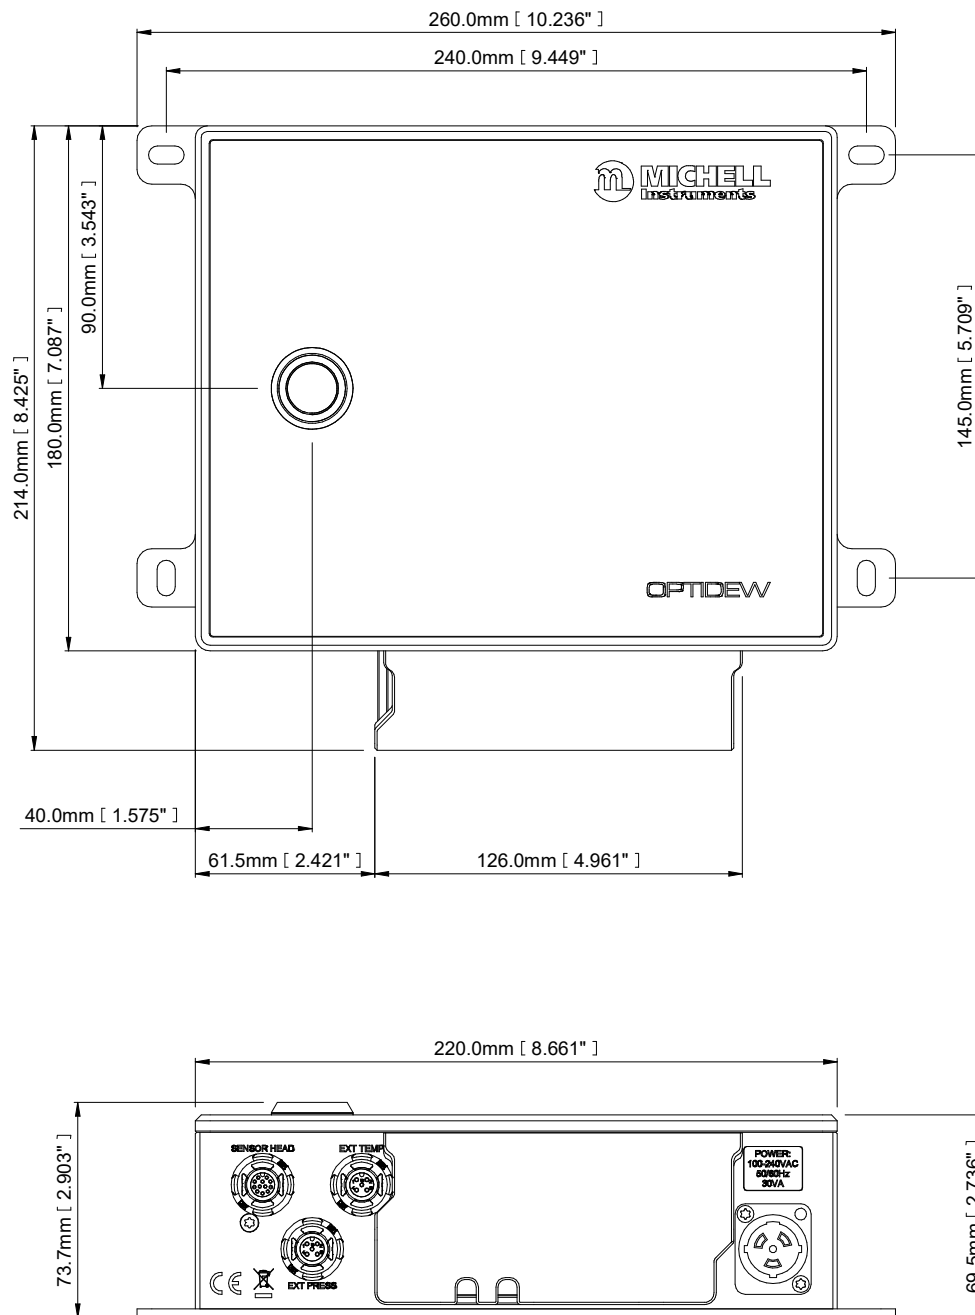 260.0mm [ 10.236" ]
240.0mm [ 9.449" ]
MICHELL
Instruments
90.0mm [ 3.543" ]
180.0mm [ 7.087" ]
214.0mm [ 8.425" ]
145.0mm [ 5.709" ]
OPTIDEW
40.0mm [ 1.575" ]
61.5mm [ 2.421" ]
126.0mm [ 4.961" ]
220.0mm [ 8.661" ]
73.7mm [ 2.903" ]
SENSOR HEAD
EXT TEMP
POWER:
100-240VAC
50/60Hz
30VA
69.5mm [ 2.736" ]
CE
EXT PRESS